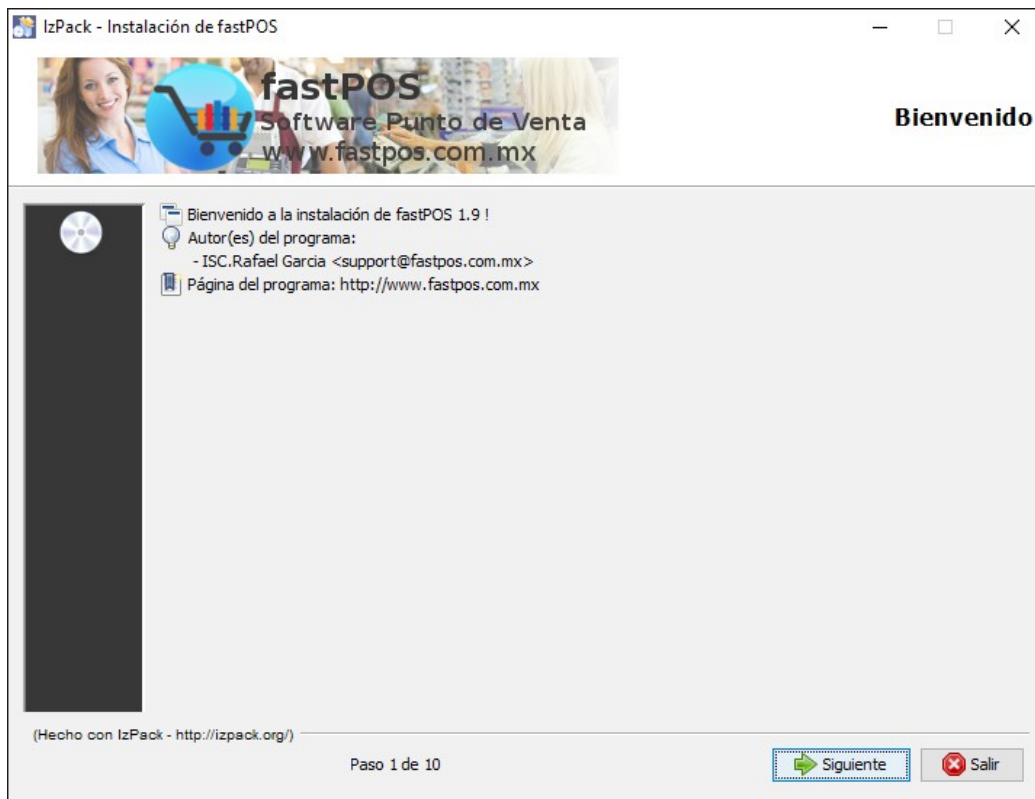 IzPack - Instalación de fastPOS
fastPOS
Software Punto de Venta
www.fastpos.com.mx
Bienvenido
Bienvenido a la instalación de fastPOS 1.9 !
Autor(es) del programa:
- ISC.Rafael Garcia <support@fastpos.com.mx>
Página del programa: http://www.fastpos.com.mx
(Hecho con IzPack - http://izpack.org/)
Paso 1 de 10
Siguiente
Salir